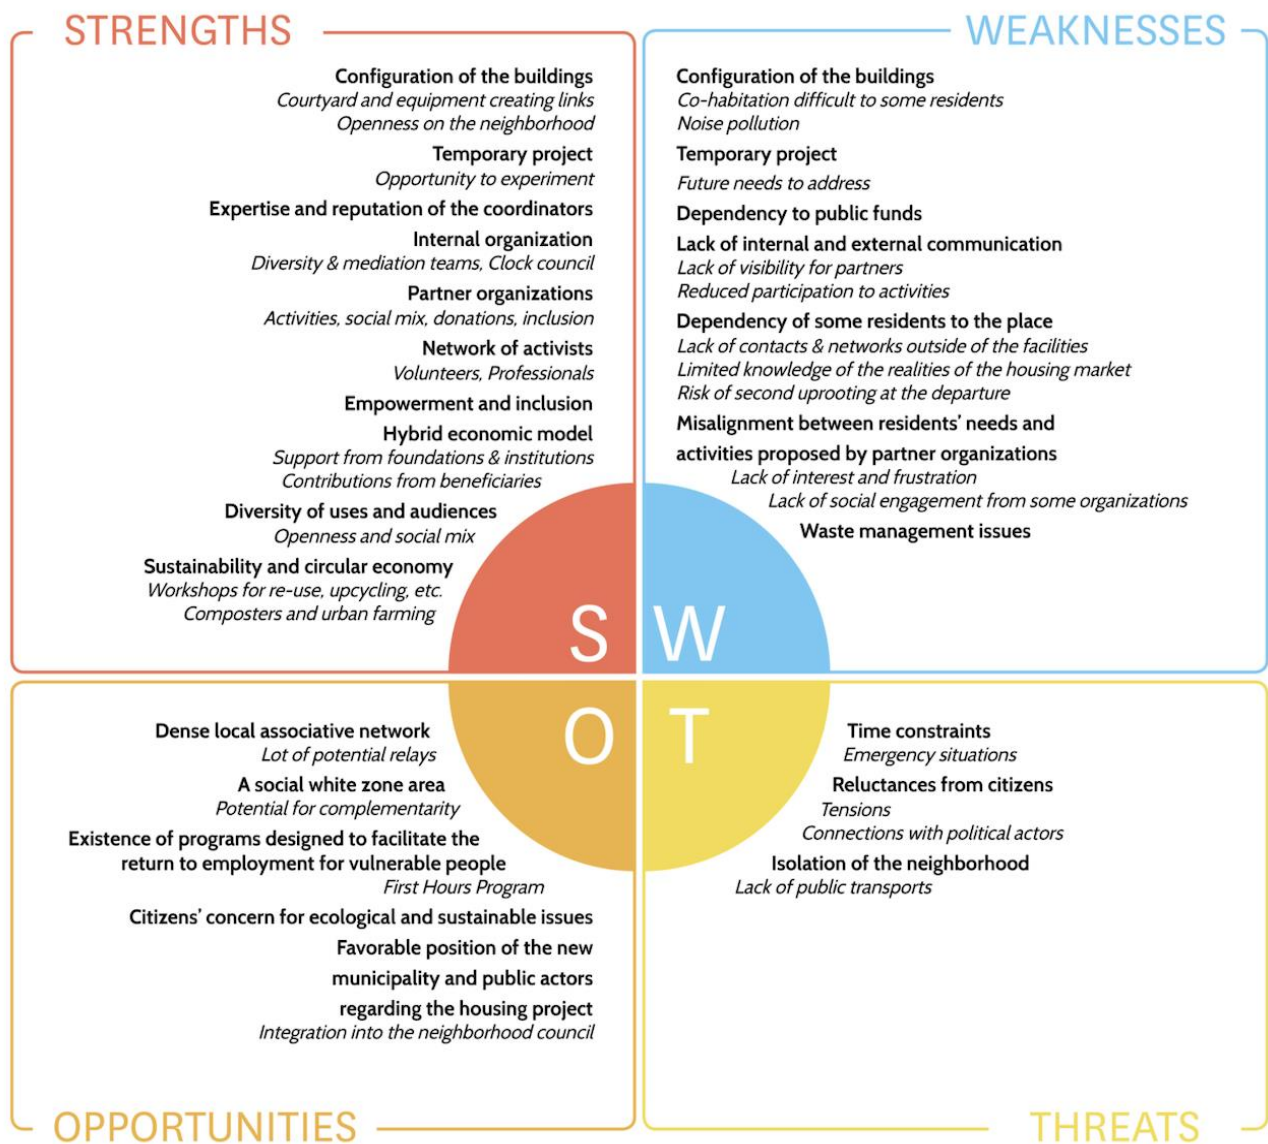 STRENGTHS
Configuration of the buildings
Courtyard and equipment creating links
Openness on the neighborhood
Temporary project
Opportunity to experiment
Expertise and reputation of the coordinators
Internal organization
Diversity & mediation teams, Clock council
Partner organizations
Activities, social mix, donations, inclusion
Network of activists
Volunteers, Professionals
Empowerment and inclusion
Hybrid economic model
Support from foundations & institutions
Contributions from beneficiaries
Diversity of uses and audiences
Openness and social mix
Sustainability and circular economy
Workshops for re-use, upcycling, etc.
Composters and urban farming
S
WEAKNESSES
Configuration of the buildings
Co-habitation difficult to some residents
Noise pollution
Temporary project
Future needs to address
Dependency to public funds
Lack of internal and external communication
Lack of visibility for partners
Reduced participation to activities
Dependency of some residents to the place
Lack of contacts & networks outside of the facilities
Limited knowledge of the realities of the housing market
Risk of second uprooting at the departure
Misalignment between residents' needs and
activities proposed by partner organizations
Lack of interest and frustration
Lack of social engagement from some organizations
Waste management issues
W
O
Dense local associative network
Lot of potential relays
A social white zone area
Potential for complementarity
Existence of programs designed to facilitate the
return to employment for vulnerable people
First Hours Program
Citizens' concern for ecological and sustainable issues
Favorable position of the new
municipality and public actors
regarding the housing project
Integration into the neighborhood council
OPPORTUNITIES
T
Time constraints
Emergency situations
Reluctances from citizens
Tensions
Connections with political actors
Isolation of the neighborhood
Lack of public transports
THREATS